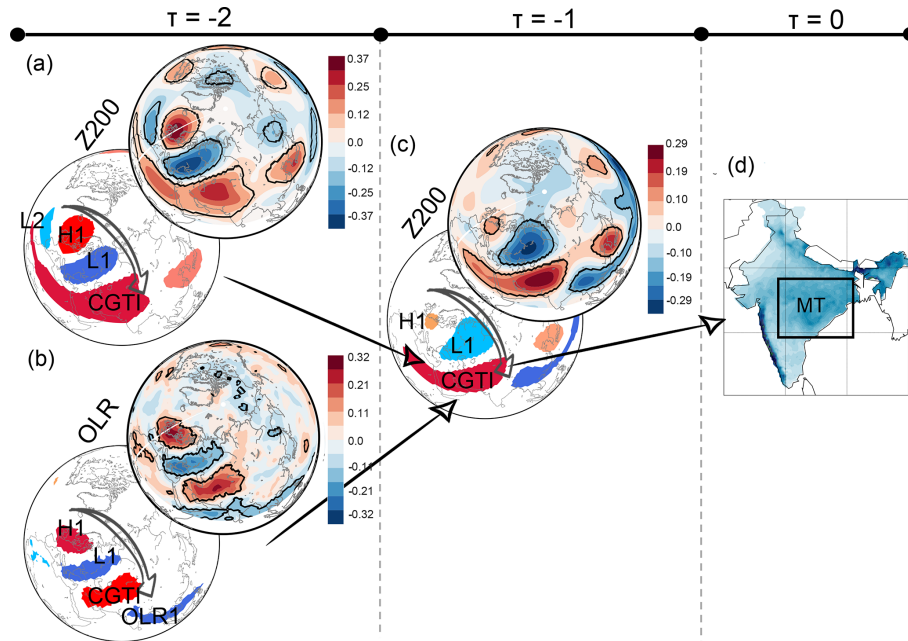 τ = -2
τ = -1
τ = 0
(a)
Z200
0.37
0.25
0.12
0.0
-0.12
-0.25
-0.37
L2
H1
L1
CGTI
(b)
OLR
0.32
0.21
0.11
0.0
-0.11
-0.21
-0.32
H1
L1
CGTI
OLR1
(c)
Z200
0.29
0.19
0.10
0.0
-0.10
-0.19
-0.29
H1
L1
CGTI
(d)
MT